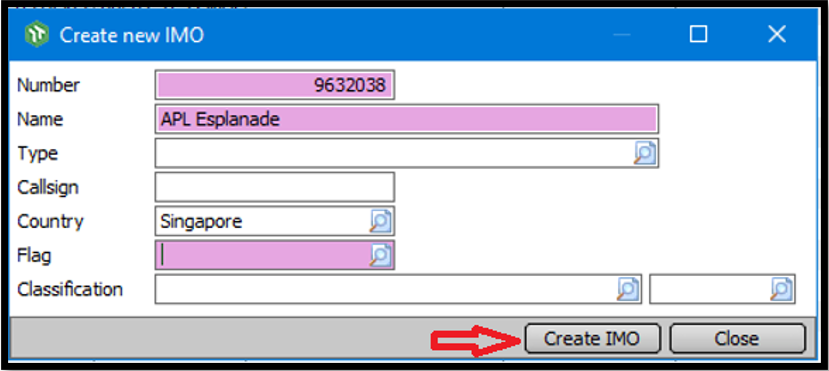 Create new IMO
Number 9632038
Name APL Esplanade
Type
Callsign
Country Singapore
Flag
Classification
Create IMO Close